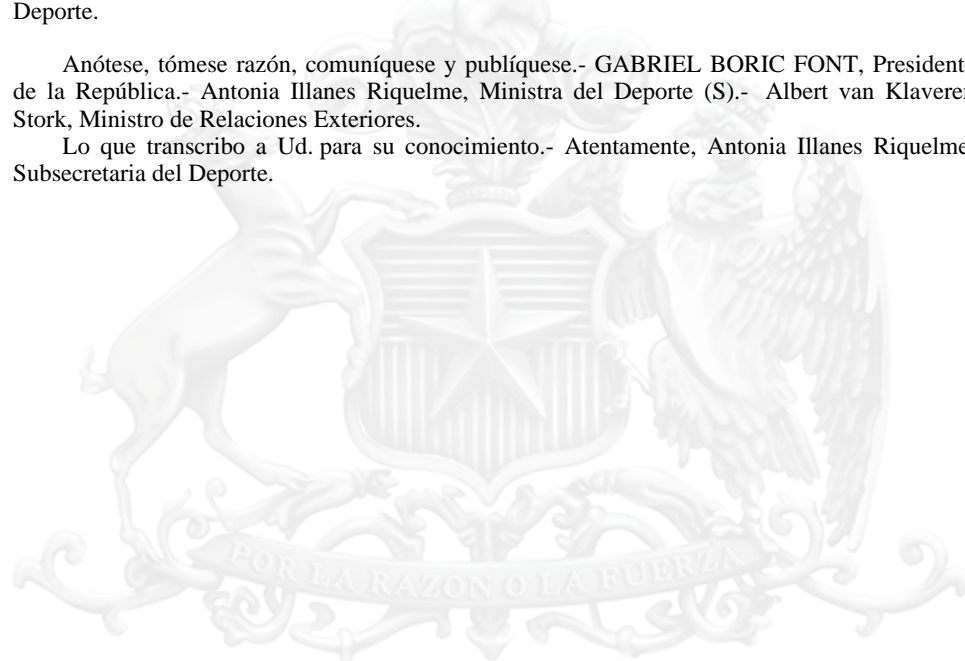 Deporte.
Anótese, tómese razón, comuníquese y publíquese.- GABRIEL BORIC FONT, President
de la República.- Antonia Illanes Riquelme, Ministra del Deporte (S).- Albert van Klavere
Stork, Ministro de Relaciones Exteriores.
Lo que transcribo a Ud. para su conocimiento.- Atentamente, Antonia Illanes Riquelme
Subsecretaria del Deporte.
POR LA RAZON O LA FUERZA